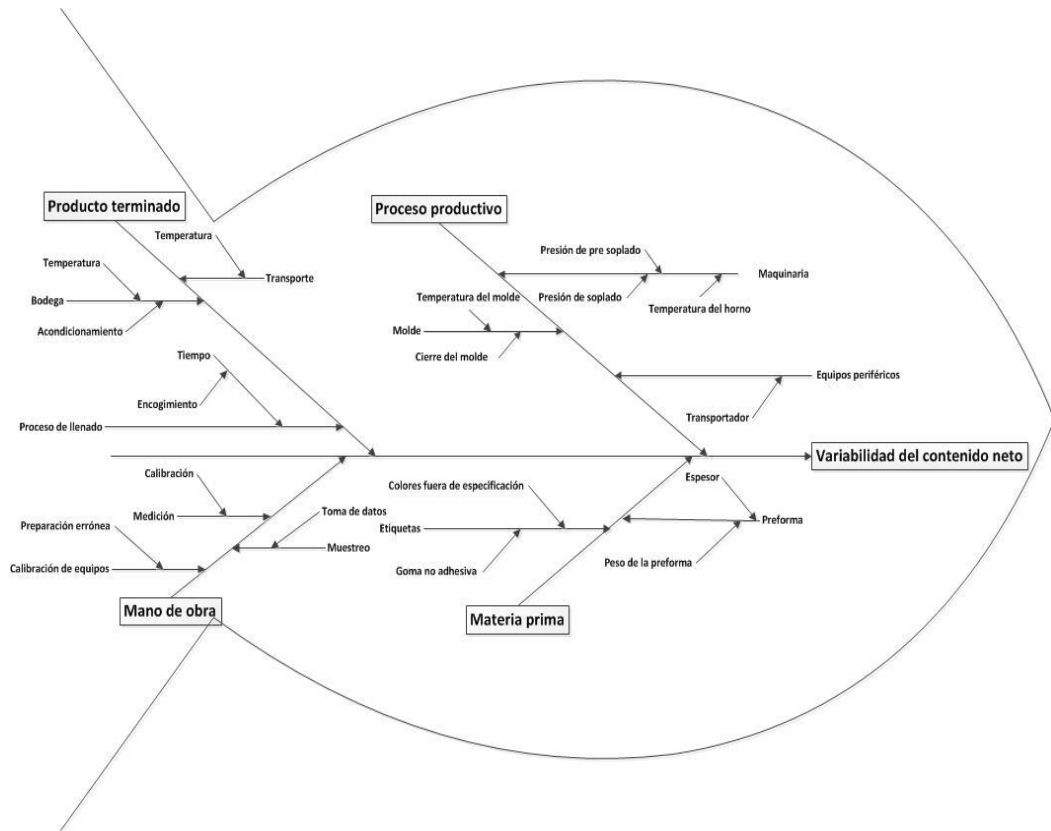 Producto terminado
Proceso productivo
Temperatura
Presión de pre soplado
Temperatura
Transporte
Maquinaria
Bodega
Temperatura del molde
Presión de soplado
Temperatura del horno
Acondicionamiento
Molde
Cierre del molde
Tiempo
Equipos periféricos
Encogimiento
Transportador
Proceso de llenado
Variabilidad del contenido neto
Calibración
Colores fuera de especificación
Espesor
Medición
Toma de datos
Preforma
Preparación errónea
Etiquetas
Muestreo
Calibración de equipos
Goma no adhesiva
Peso de la preforma
Mano de obra
Materia prima